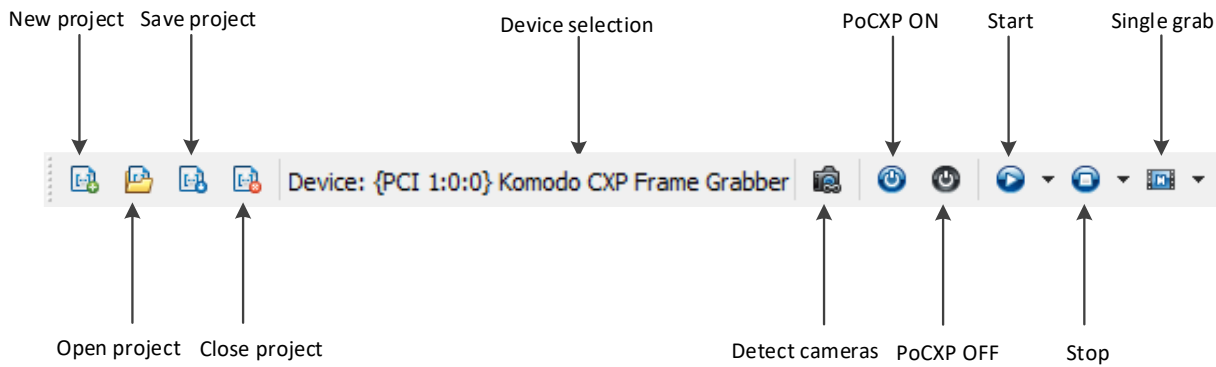 New project
Save project
Device selection
PoCXP ON
Start
Single grab
Device: {PCI 1:0:0} Komodo CXP Frame Grabber
Open project
Close project
Detect cameras
PoCXP OFF
Stop